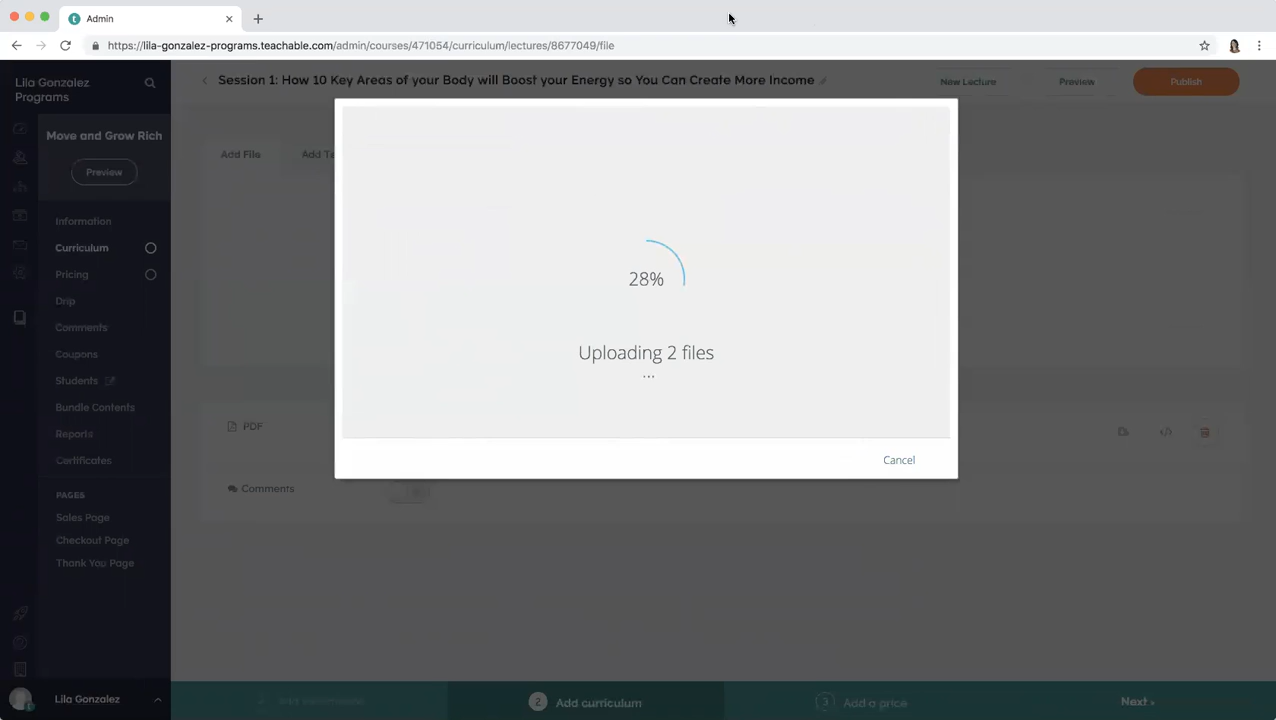 Admin
https://lila-gonzalez-programs.teachable.com/admin/courses/471054/curriculum/lectures/8677049/file
Lila Gonzalez
Programs
Session 1: How 10 Key Areas of your Body will Boost your Energy so You Can Create More Income
New Lecture
Preview
Publish
Move and Grow Rich
Preview
Information
Curriculum
Pricing
Drip
Comments
Coupons
Students
Bundle Contents
Reports
Certificates
PAGES
Sales Page
Checkout Page
Thank You Page
Lila Gonzalez
Add File
Add
28%
Uploading 2 files
...
Cancel
PDF
Comments
2 Add curriculum
3 Add a price
Next ›